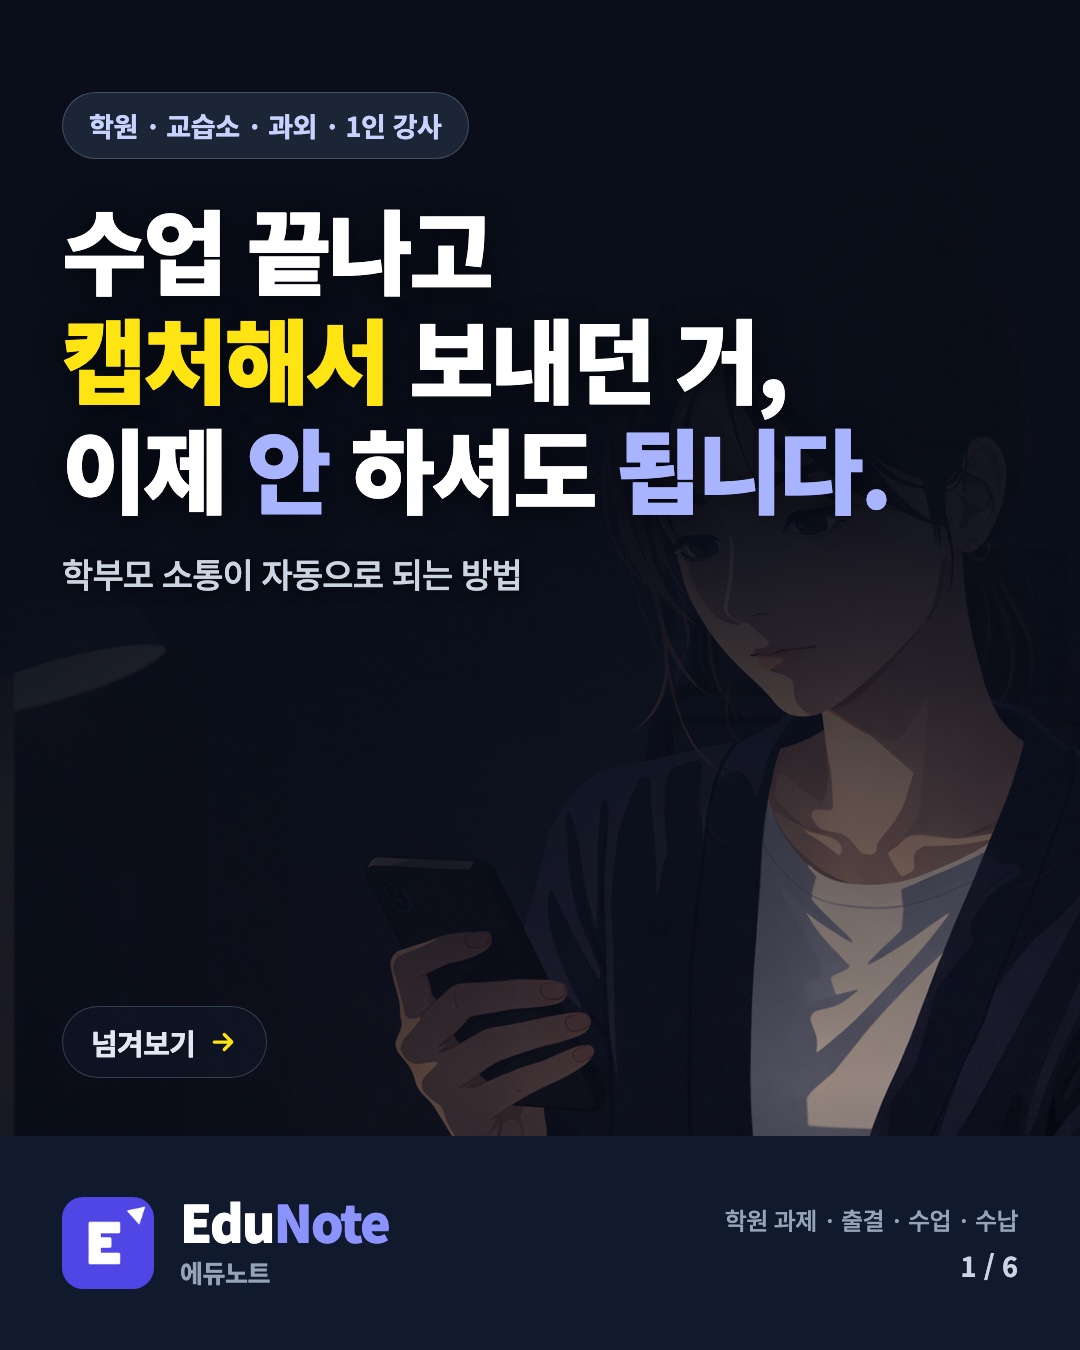 학원 · 교습소 · 과외 · 1인 강사
수업 끝나고
캡처해서 보내던 거,
이제 안 하셔도 됩니다.
학부모 소통이 자동으로 되는 방법
넘겨보기 →
E
EduNote
에듀노트
학원 과제 · 출결 · 수업 · 수납
1 / 6